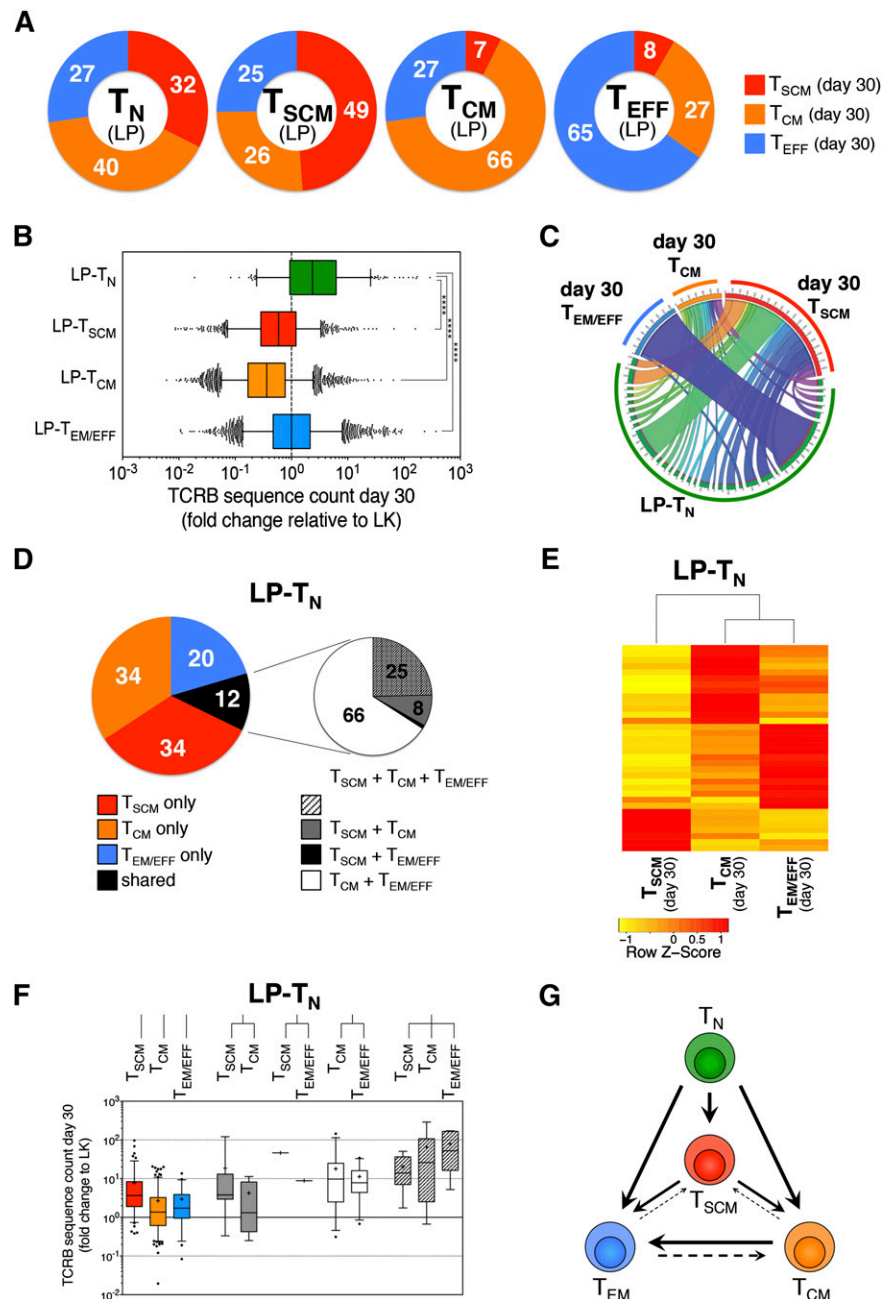 A
T_N (LP)
32
40
27
T_SCM (LP)
49
26
25
T_CM (LP)
7
66
27
T_EFF (LP)
8
27
65
T_SCM (day 30)
T_CM (day 30)
T_EFF (day 30)
B
LP-T_N
LP-T_SCM
LP-T_CM
LP-T_EM/EFF
****
****
****
10^-3 10^-2 10^-1 10^0 10^1 10^2 10^3
TCRB sequence count day 30
(fold change relative to LK)
C
day 30
T_CM
day 30
T_SCM
day 30
T_EM/EFF
LP-T_N
D
LP-T_N
20
34
12
34
25
8
66
T_SCM + T_CM + T_EM/EFF
T_SCM only
T_CM only
T_EM/EFF only
shared
T_SCM + T_CM
T_SCM + T_EM/EFF
T_CM + T_EM/EFF
E
LP-T_N
T_SCM (day 30)
T_CM (day 30)
T_EM/EFF (day 30)
-1 0 0.5 1
Row Z-Score
F
LP-T_N
T_SCM
T_CM
T_EM/EFF
T_SCM
T_CM
T_SCM
T_EM/EFF
T_CM
T_EM/EFF
T_SCM
T_CM
T_EM/EFF
10^3
10^2
10^1
10^0
10^-1
10^-2
TCRB sequence count day 30
(fold change to LK)
G
T_N
T_SCM
T_EM
T_CM